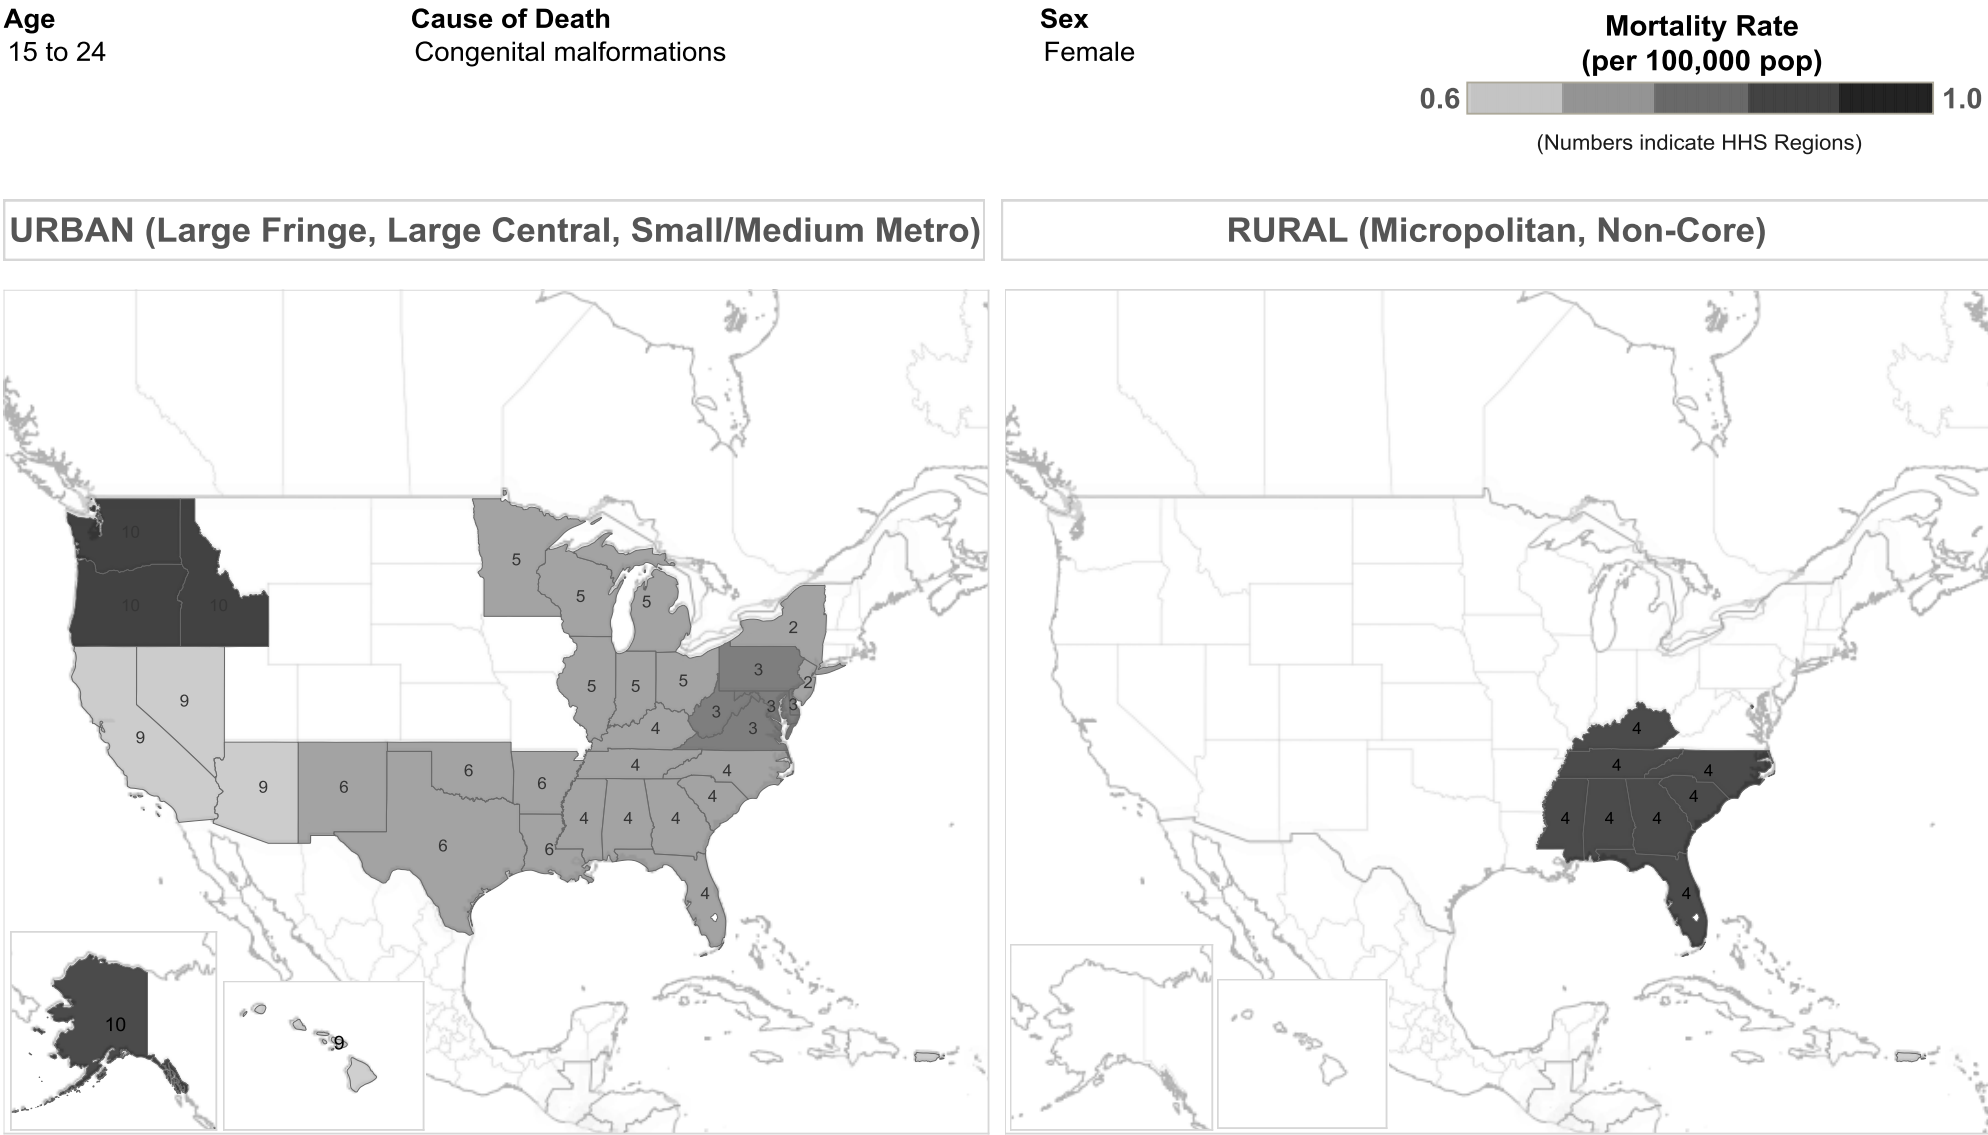 Age
15 to 24
Cause of Death
Congenital malformations
Sex
Female
Mortality Rate
(per 100,000 pop)
0.6 1.0
(Numbers indicate HHS Regions)
URBAN (Large Fringe, Large Central, Small/Medium Metro)
10
5
10 10
5 5
2
3
9
5 5 5
2
3 3 3
4 3
9
6
4 4
9 6 6
4
4 4 4
6
6
4
10
9
RURAL (Micropolitan, Non-Core)
4
4 4
4
4 4 4
4